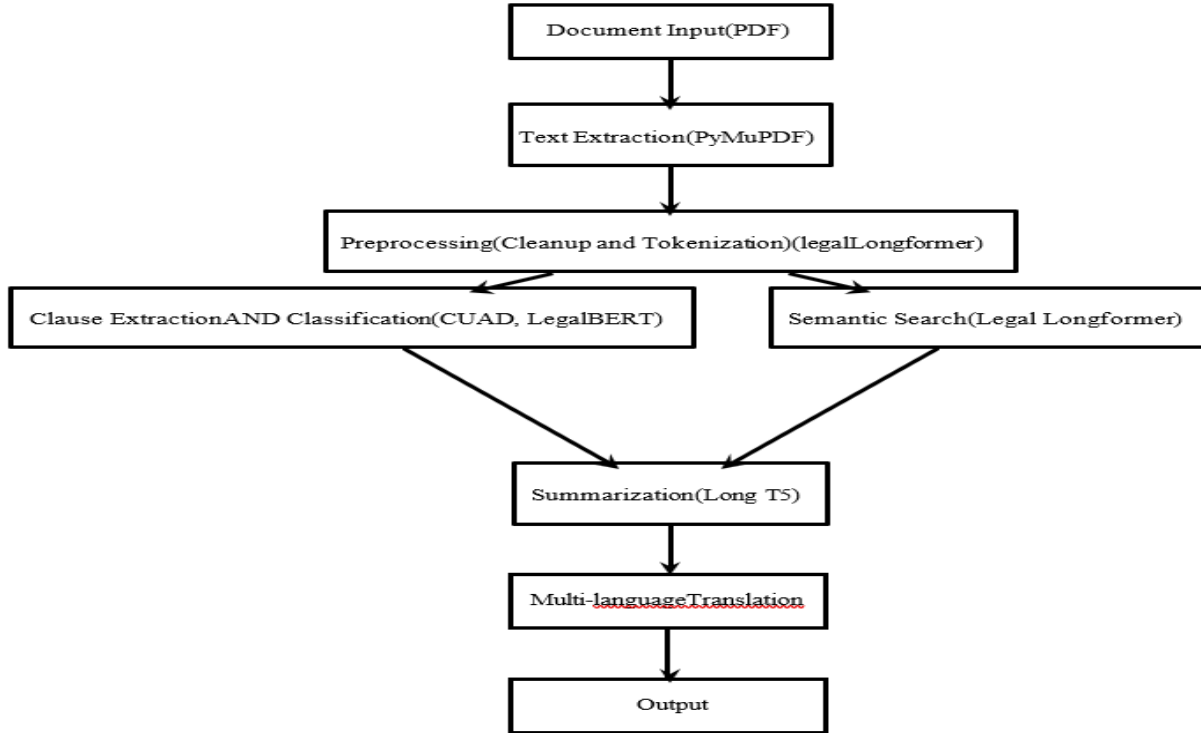 Document Input(PDF)
Text Extraction(PyMuPDF)
Preprocessing(Cleanup and Tokenization)(legalLongformer)
Clause ExtractionAND Classification(CUAD, LegalBERT)
Semantic Search(Legal Longformer)
Summarization(Long T5)
Multi-languageTranslation
Output